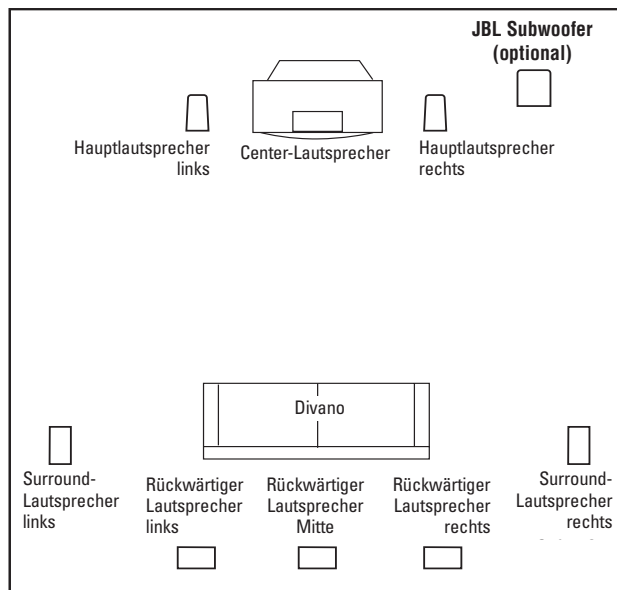 JBL Subwoofer
(optional)
Hauptlautsprecher
links
Center-Lautsprecher
Hauptlautsprecher
rechts
Divano
Surround-
Lautsprecher
links
Rückwärtiger
Lautsprecher
links
Rückwärtiger
Lautsprecher
Mitte
Rückwärtiger
Lautsprecher
rechts
Surround-
Lautsprecher
rechts